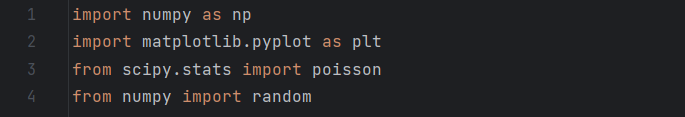 1 import numpy as np
2 import matplotlib.pyplot as plt
3 from scipy.stats import poisson
4 from numpy import random